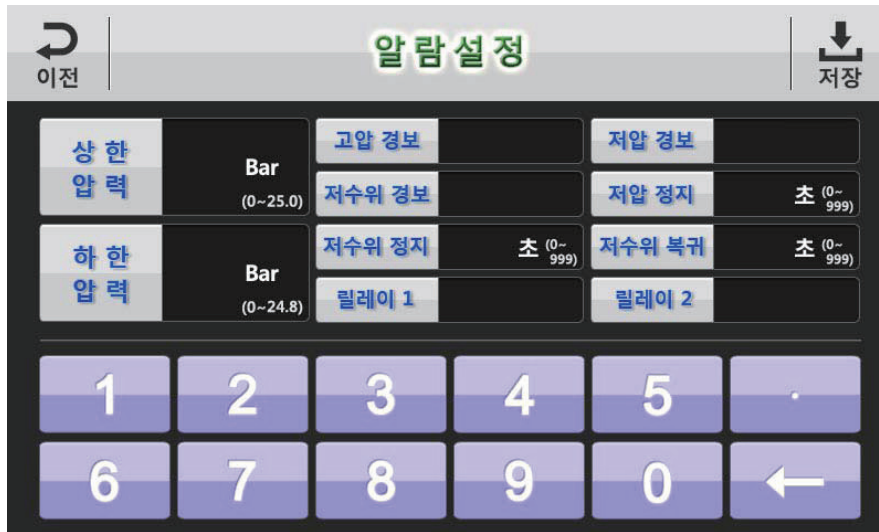 이전
알람설정
저장
상 한
압 력
Bar
(0~25.0)
고압 경보
저압 경보
저수위 경보
저압 정지
초 (0~
999)
하 한
압 력
Bar
(0~24.8)
저수위 정지
초 (0~
999)
저수위 복귀
초 (0~
999)
릴레이 1
릴레이 2
1 2 3 4 5 .
6 7 8 9 0